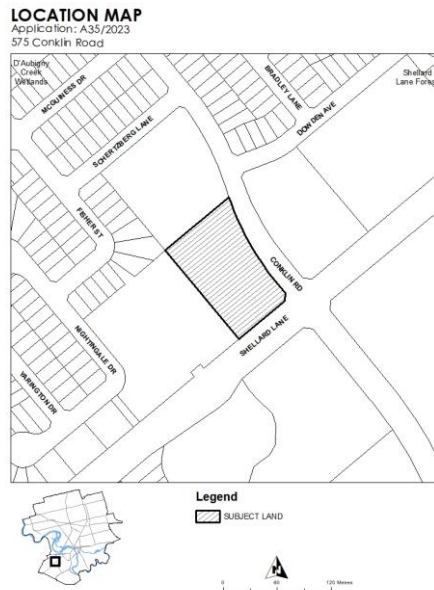 LOCATION MAP
Application: A35/2023
575 Conklin Road
D'Aubigny
Creek
Wetlands
MCGUINESS DR
BRADLEY LANE
Shellard
Lane Forest
DOWDEN AVE
SCHERTZBERG LANE
FISHER ST
CONKLIN RD
SHELLARD LANE
NIGHTINGALE DR
YARINGTON DR
Legend
SUBJECT LAND
0 60 120 Metres